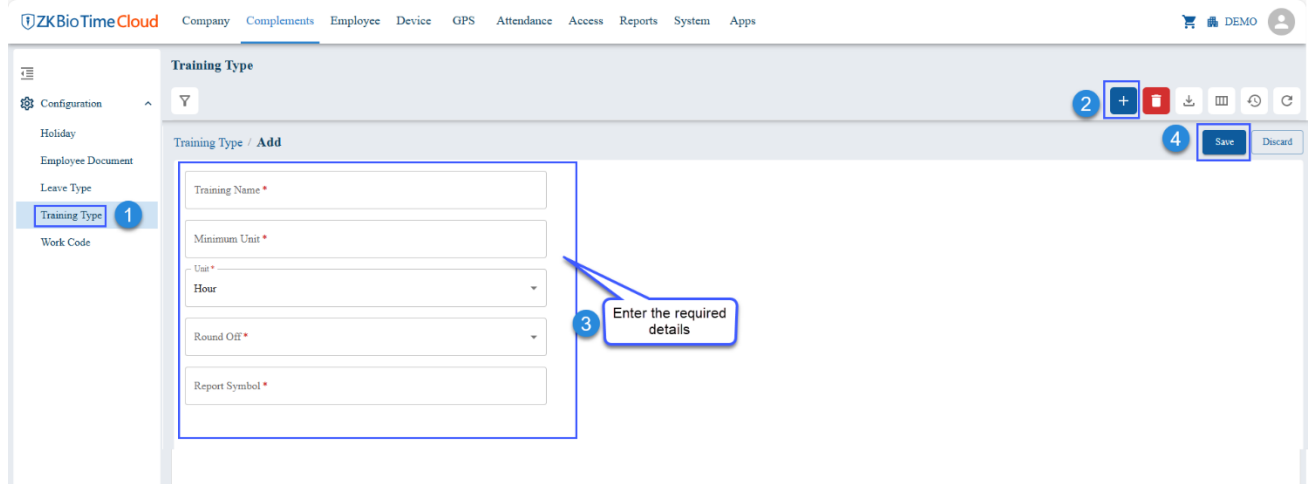 ZKBioTime Cloud Company Complements Employee Device GPS Attendance Access Reports System Apps DEMO
Training Type
Configuration
2
Holiday
Training Type / Add
4 Save Discard
Employee Document
Leave Type
Training Type 1
Work Code
Training Name *
Minimum Unit *
Unit *
Hour
Round Off *
Report Symbol *
3 Enter the required
details